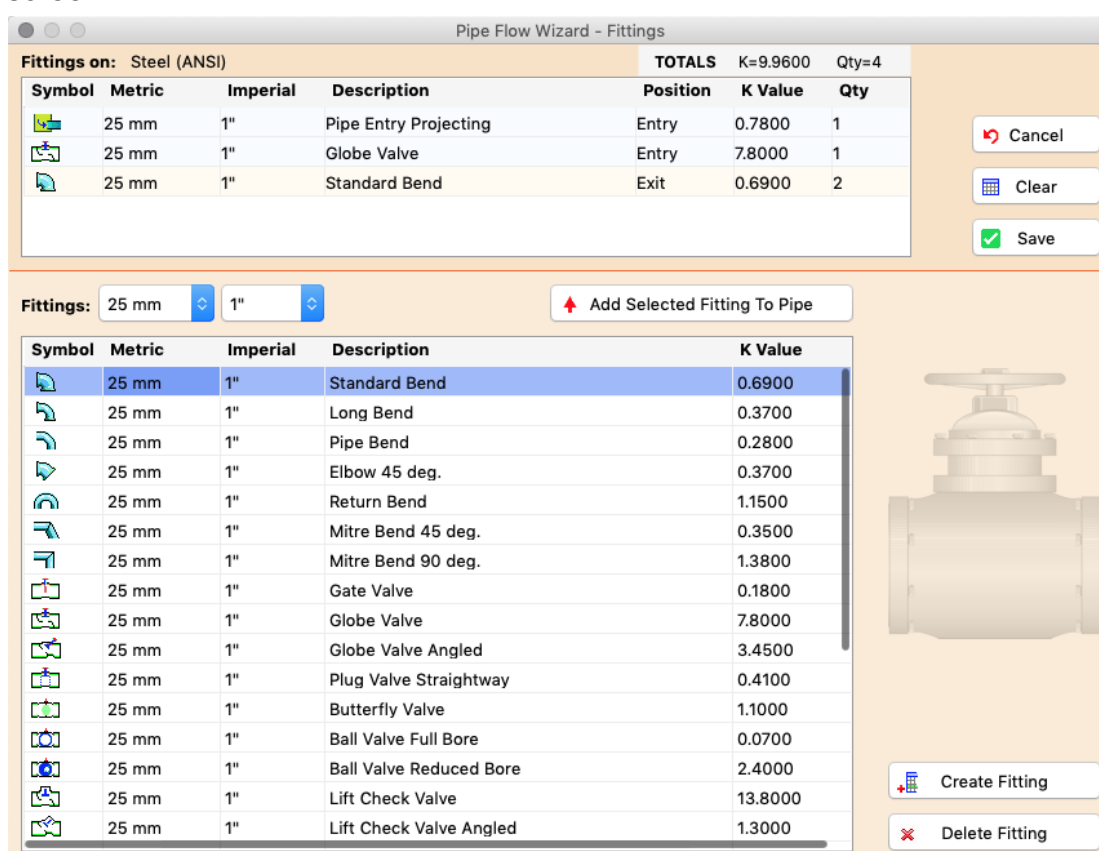 Pipe Flow Wizard - Fittings
Fittings on: Steel (ANSI) TOTALS K=9.9600 Qty=4
Symbol Metric Imperial Description Position K Value Qty
25 mm 1" Pipe Entry Projecting Entry 0.7800 1
25 mm 1" Globe Valve Entry 7.8000 1
25 mm 1" Standard Bend Exit 0.6900 2
Cancel
Clear
Save
Fittings: 25 mm 1" Add Selected Fitting To Pipe
Symbol Metric Imperial Description K Value
25 mm 1" Standard Bend 0.6900
25 mm 1" Long Bend 0.3700
25 mm 1" Pipe Bend 0.2800
25 mm 1" Elbow 45 deg. 0.3700
25 mm 1" Return Bend 1.1500
25 mm 1" Mitre Bend 45 deg. 0.3500
25 mm 1" Mitre Bend 90 deg. 1.3800
25 mm 1" Gate Valve 0.1800
25 mm 1" Globe Valve 7.8000
25 mm 1" Globe Valve Angled 3.4500
25 mm 1" Plug Valve Straightway 0.4100
25 mm 1" Butterfly Valve 1.1000
25 mm 1" Ball Valve Full Bore 0.0700
25 mm 1" Ball Valve Reduced Bore 2.4000
25 mm 1" Lift Check Valve 13.8000
25 mm 1" Lift Check Valve Angled 1.3000
Create Fitting
Delete Fitting